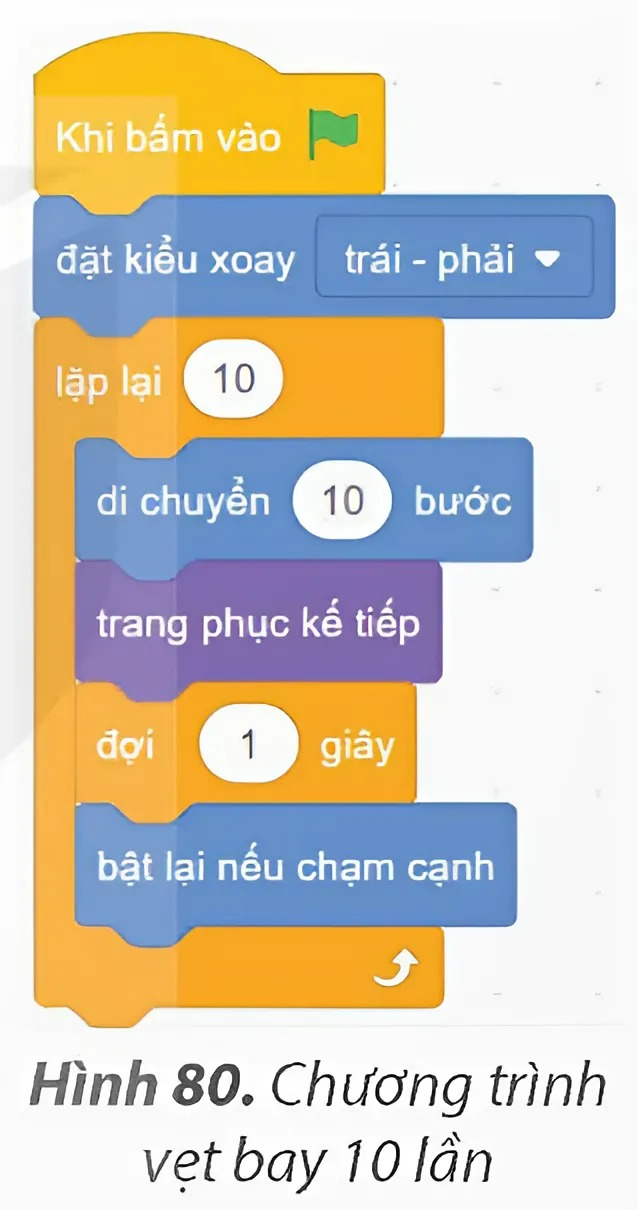 Khi bấm vào
đặt kiểu xoay trái - phải
lặp lại 10
di chuyển 10 bước
trang phục kế tiếp
đợi 1 giây
bật lại nếu chạm cạnh
Hình 80. Chương trình
vẹt bay 10 lần